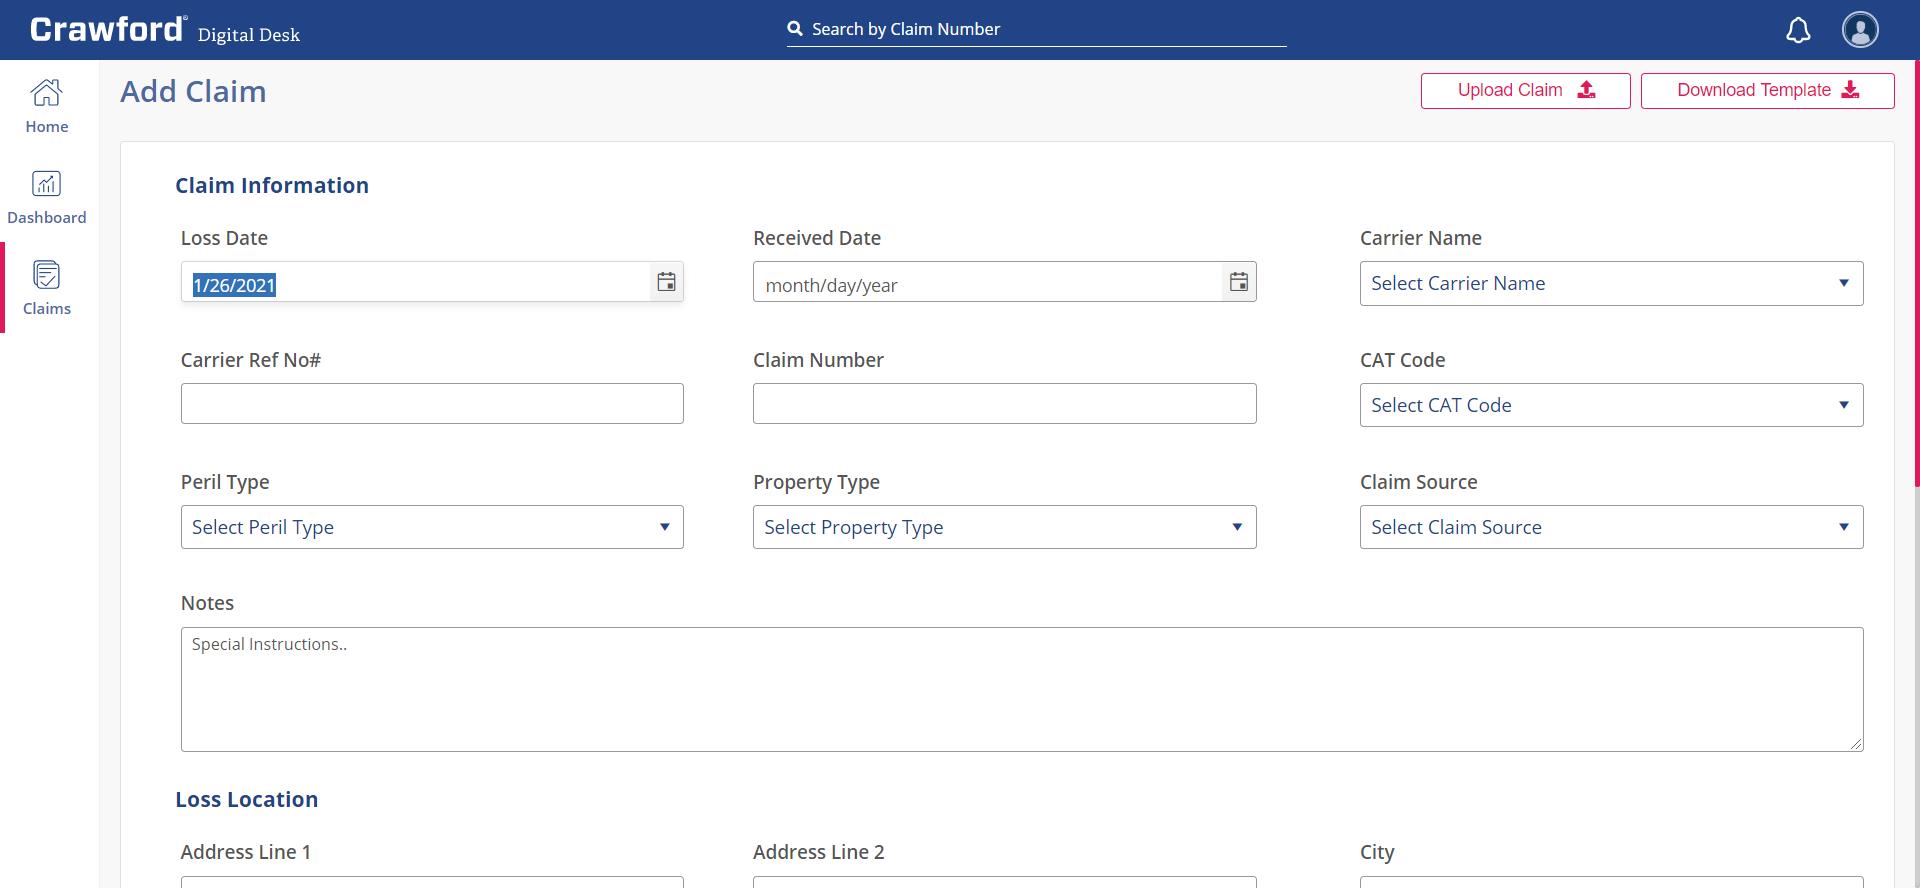 Crawford®
Digital Desk
Search by Claim Number
Home
Dashboard
Claims
Add Claim
Upload Claim
Download Template
Claim Information
Loss Date
Received Date
Carrier Name
1/26/2021
month/day/year
Select Carrier Name
Carrier Ref No#
Claim Number
CAT Code
Select CAT Code
Peril Type
Property Type
Claim Source
Select Peril Type
Select Property Type
Select Claim Source
Notes
Special Instructions..
Loss Location
Address Line 1
Address Line 2
City